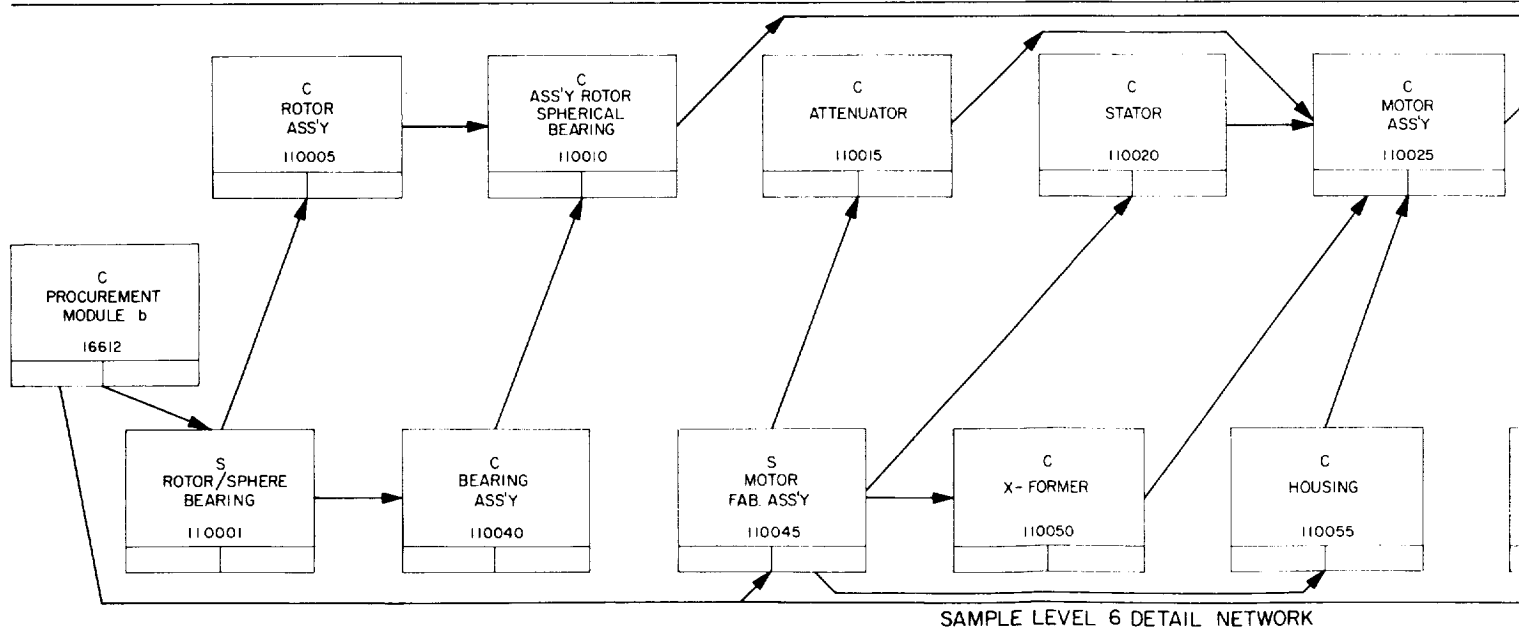 C
ROTOR
ASS'Y
110005
C
ASS'Y ROTOR
SPHERICAL
BEARING
110010
C
ATTENUATOR
110015
C
STATOR
110020
C
MOTOR
ASS'Y
110025
C
PROCUREMENT
MODULE b
16612
S
ROTOR/SPHERE
BEARING
110001
C
BEARING
ASS'Y
110040
S
MOTOR
FAB. ASS'Y
110045
C
X-FORMER
110050
C
HOUSING
110055
SAMPLE LEVEL 6 DETAIL NETWORK